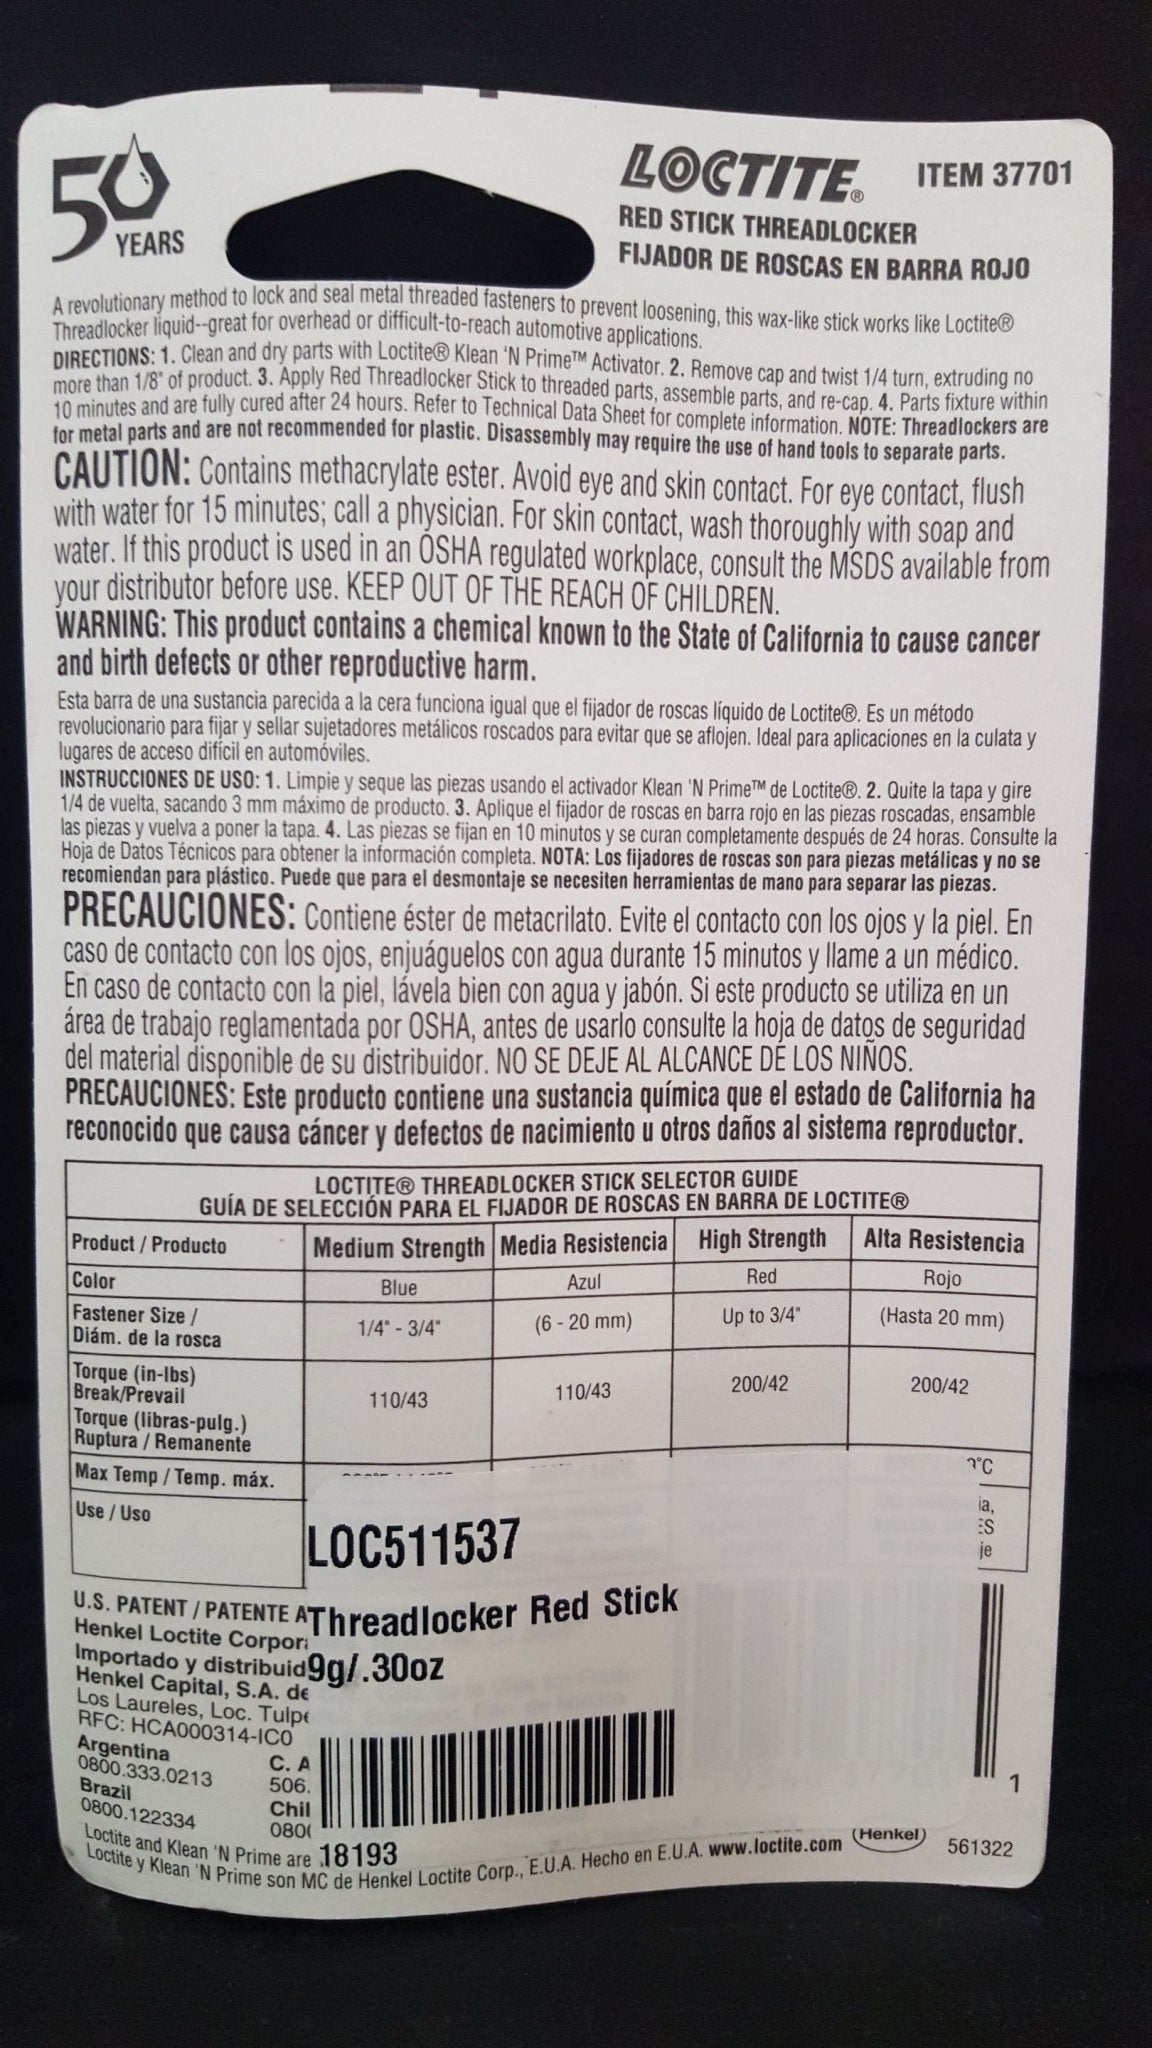 50
YEARS
LOCTITE®
ITEM 37701
RED STICK THREADLOCKER
FIJADOR DE ROSCAS EN BARRA ROJO
A revolutionary method to lock and seal metal threaded fasteners to prevent loosening, this wax-like stick works like Loctite®
Threadlocker liquid--great for overhead or difficult-to-reach automotive applications.
DIRECTIONS: 1. Clean and dry parts with Loctite® Klean 'N Prime™ Activator. 2. Remove cap and twist 1/4 turn, extruding no
more than 1/8" of product. 3. Apply Red Threadlocker Stick to threaded parts, assemble parts, and re-cap. 4. Parts fixture within
10 minutes and are fully cured after 24 hours. Refer to Technical Data Sheet for complete information. NOTE: Threadlockers are
for metal parts and are not recommended for plastic. Disassembly may require the use of hand tools to separate parts.
CAUTION: Contains methacrylate ester. Avoid eye and skin contact. For eye contact, flush
with water for 15 minutes; call a physician. For skin contact, wash thoroughly with soap and
water. If this product is used in an OSHA regulated workplace, consult the MSDS available from
your distributor before use. KEEP OUT OF THE REACH OF CHILDREN.
WARNING: This product contains a chemical known to the State of California to cause cancer
and birth defects or other reproductive harm.
Esta barra de una sustancia parecida a la cera funciona igual que el fijador de roscas líquido de Loctite®. Es un método
revolucionario para fijar y sellar sujetadores metálicos roscados para evitar que se aflojen. Ideal para aplicaciones en la culata y
lugares de acceso difícil en automóviles.
INSTRUCCIONES DE USO: 1. Limpie y seque las piezas usando el activador Klean 'N Prime™ de Loctite®. 2. Quite la tapa y gire
1/4 de vuelta, sacando 3 mm máximo de producto. 3. Aplique el fijador de roscas en barra rojo en las piezas roscadas, ensamble
las piezas y vuelva a poner la tapa. 4. Las piezas se fijan en 10 minutos y se curan completamente después de 24 horas. Consulte la
Hoja de Datos Técnicos para obtener la información completa. NOTA: Los fijadores de roscas son para piezas metálicas y no se
recomiendan para plástico. Puede que para el desmontaje se necesiten herramientas de mano para separar las piezas.
PRECAUCIONES: Contiene éster de metacrilato. Evite el contacto con los ojos y la piel. En
caso de contacto con los ojos, enjuáguelos con agua durante 15 minutos y llame a un médico.
En caso de contacto con la piel, lávela bien con agua y jabón. Si este producto se utiliza en un
área de trabajo reglamentada por OSHA, antes de usarlo consulte la hoja de datos de seguridad
del material disponible de su distribuidor. NO SE DEJE AL ALCANCE DE LOS NIÑOS.
PRECAUCIONES: Este producto contiene una sustancia química que el estado de California ha
reconocido que causa cáncer y defectos de nacimiento u otros daños al sistema reproductor.
LOCTITE® THREADLOCKER STICK SELECTOR GUIDE
GUÍA DE SELECCIÓN PARA EL FIJADOR DE ROSCAS EN BARRA DE LOCTITE®
Product / Producto Medium Strength Media Resistencia High Strength Alta Resistencia
Color Blue Azul Red Rojo
Fastener Size /
Diám. de la rosca
1/4" - 3/4" (6 - 20 mm) Up to 3/4" (Hasta 20 mm)
Torque (in-lbs)
Break/Prevail
Torque (libras-pulg.)
Ruptura / Remanente
110/43 110/43 200/42 200/42
Max Temp / Temp. máx.
°C
Use / Uso
ia,
ES
je
LOC511537
Threadlocker Red Stick
9g/.30oz
U.S. PATENT / PATENTE
Henkel Loctite
Importado y
Henkel Capital, S.A. de
Los Laureles, Loc.
RFC: HCA000314-IC0
Argentina
0800.333.0213
Brazil
0800.122334
C. A
506.
Chil
080
1
18193
Loctite and Klean 'N Prime are
Loctite y Klean 'N Prime son MC de Henkel Loctite Corp., E.U.A. Hecho en E.U.A. www.loctite.com
Henkel
561322